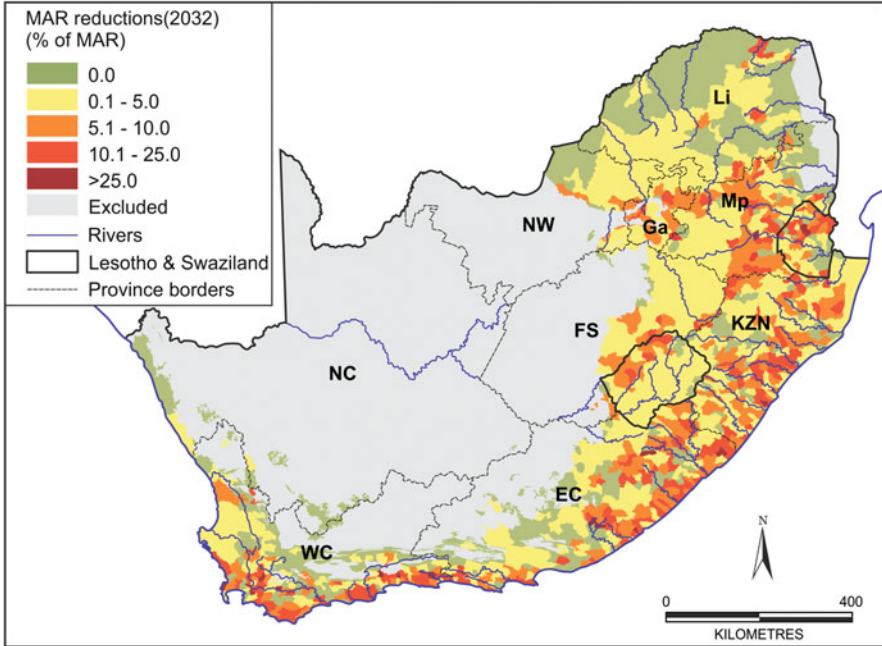 MAR reductions(2032)
(% of MAR)
0.0
0.1 - 5.0
5.1 - 10.0
10.1 - 25.0
>25.0
Excluded
Rivers
Lesotho & Swaziland
Province borders
Li
Mp
NW
Ga
FS
KZN
NC
EC
WC
N
0 400
KILOMETRES